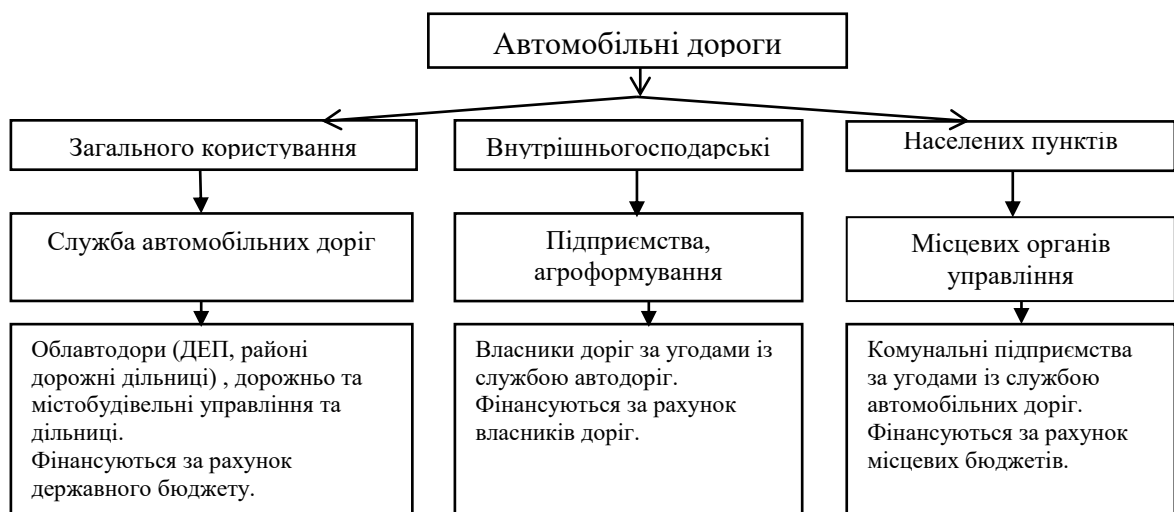 Автомобільні дороги
Загального користування
Внутрішньогосподарські
Населених пунктів
Служба автомобільних доріг
Підприємства,
агроформування
Місцевих органів
управління
Облавтодори (ДЕП, районі
дорожні дільниці) , дорожньо та
містобудівельні управління та
дільниці.
Фінансуються за рахунок
державного бюджету.
Власники доріг за угодами із
службою автодоріг.
Фінансуються за рахунок
власників доріг.
Комунальні підприємства
за угодами із службою
автомобільних доріг.
Фінансуються за рахунок
місцевих бюджетів.